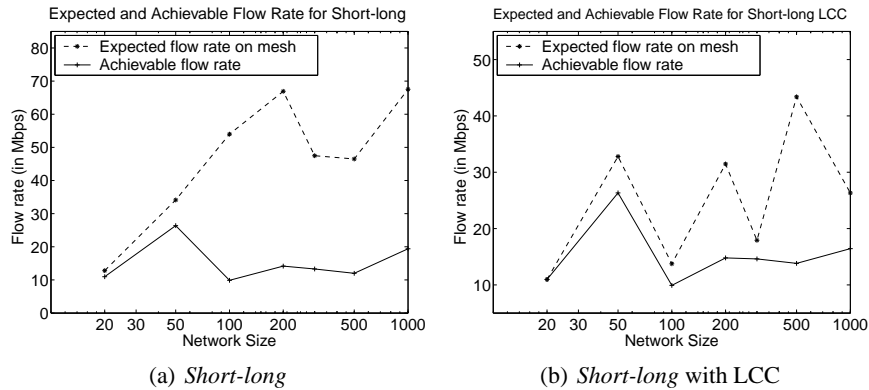 Expected and Achievable Flow Rate for Short-long
Expected flow rate on mesh
Achievable flow rate
Flow rate (in Mbps)
80
70
60
50
40
30
20
10
0
20 30 50 100 200 300 500 1000
Network Size
(a) Short-long
Expected and Achievable Flow Rate for Short-long LCC
Expected flow rate on mesh
Achievable flow rate
Flow rate (in Mbps)
50
40
30
20
10
20 30 50 100 200 300 500 1000
Network Size
(b) Short-long with LCC